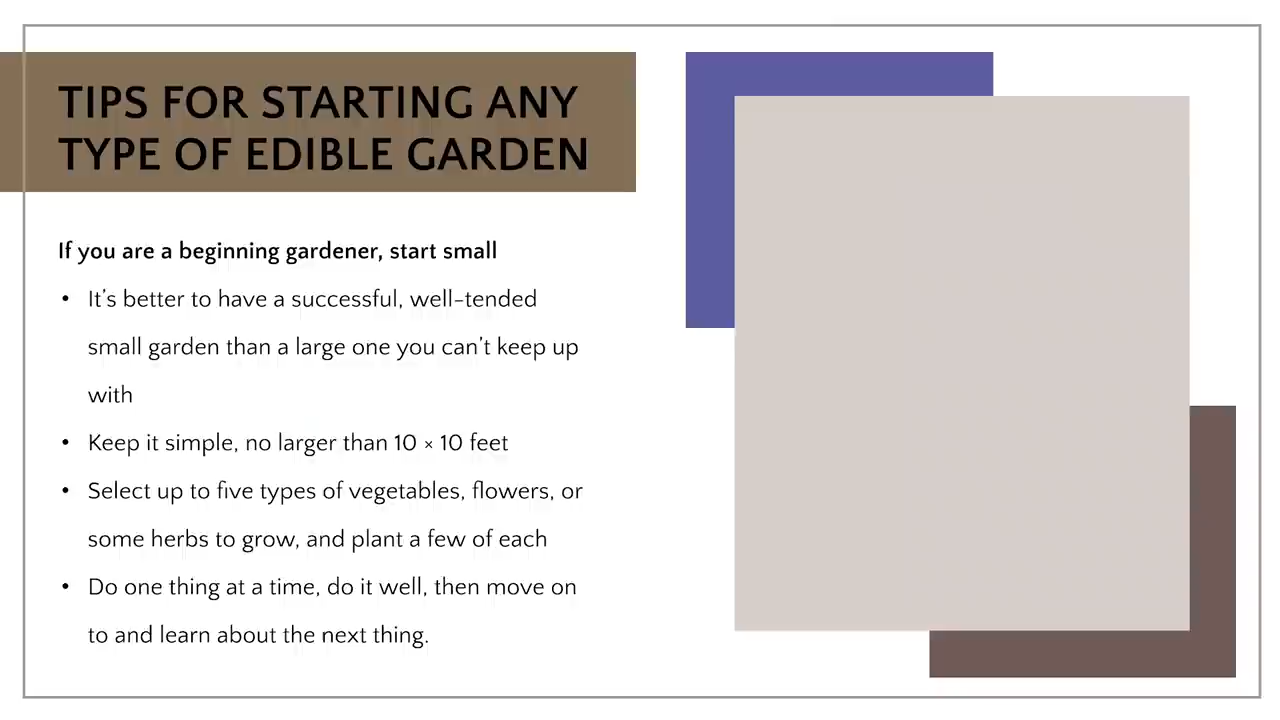 TIPS FOR STARTING ANY
TYPE OF EDIBLE GARDEN
If you are a beginning gardener, start small
• It’s better to have a successful, well-tended
small garden than a large one you can’t keep up
with
• Keep it simple, no larger than 10 × 10 feet
• Select up to five types of vegetables, flowers, or
some herbs to grow, and plant a few of each
• Do one thing at a time, do it well, then move on
to and learn about the next thing.